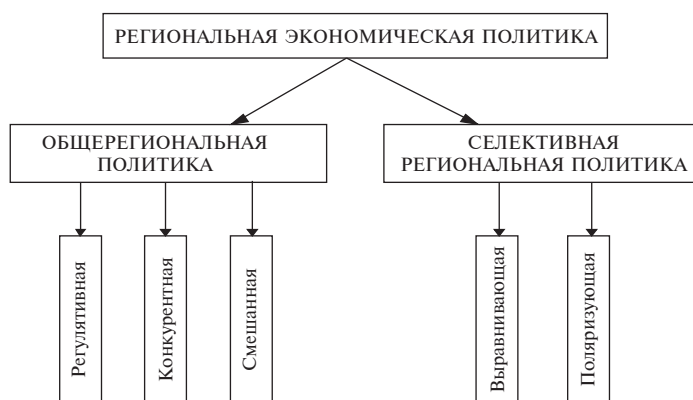 РЕГИОНАЛЬНАЯ ЭКОНОМИЧЕСКАЯ ПОЛИТИКА
ОБЩЕРЕГИОНАЛЬНАЯ
ПОЛИТИКА
СЕЛЕКТИВНАЯ
РЕГИОНАЛЬНАЯ ПОЛИТИКА
Регулятивная
Конкурентная
Смешанная
Выравнивающая
Поляризующая